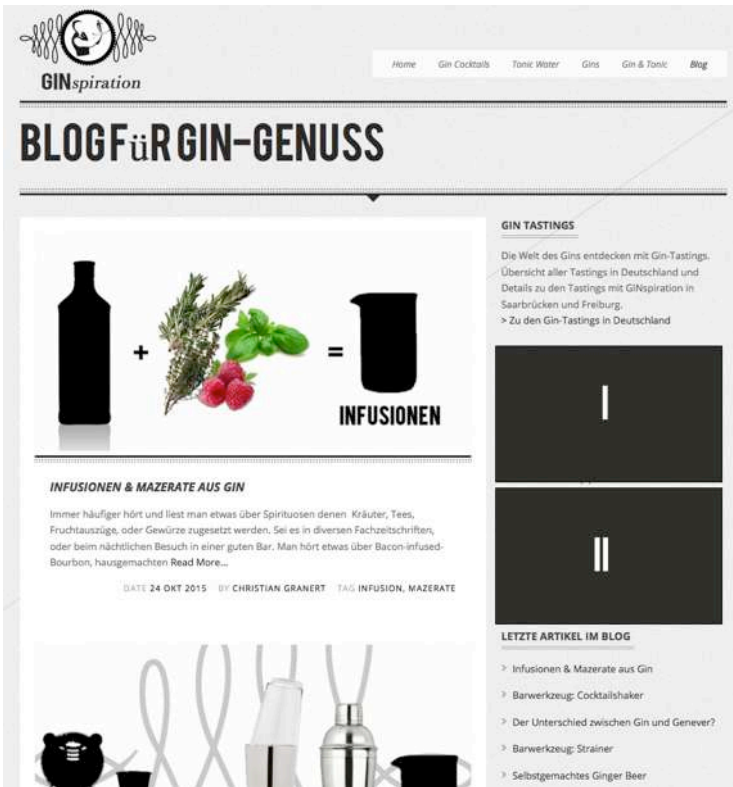 GINspiration
Home Gin Cocktails Tonic Water Gins Gin & Tonic Blog
BLOG FüR GIN-GENUSS
+ =
INFUSIONEN
INFUSIONEN & MAZERATE AUS GIN
Immer häufiger hört und liest man etwas über Spirituosen denen Kräuter, Tees,
Fruchtauszüge, oder Gewürze zugesetzt werden. Sei es in diversen Fachzeitschriften,
oder beim nächtlichen Besuch in einer guten Bar. Man hört etwas über Bacon-infused-
Bourbon, hausgemachten Read More...
DATE 24 OKT 2015 BY CHRISTIAN GRANERT TAG INFUSION, MAZERATE
GIN TASTINGS
Die Welt des Gins entdecken mit Gin-Tastings.
Übersicht aller Tastings in Deutschland und
Details zu den Tastings mit GINspiration in
Saarbrücken und Freiburg.
> Zu den Gin-Tastings in Deutschland
I
II
LETZTE ARTIKEL IM BLOG
> Infusionen & Mazerate aus Gin
> Barwerkzeug: Cocktailshaker
> Der Unterschied zwischen Gin und Genever?
> Barwerkzeug: Strainer
> Selbstgemachtes Ginger Beer